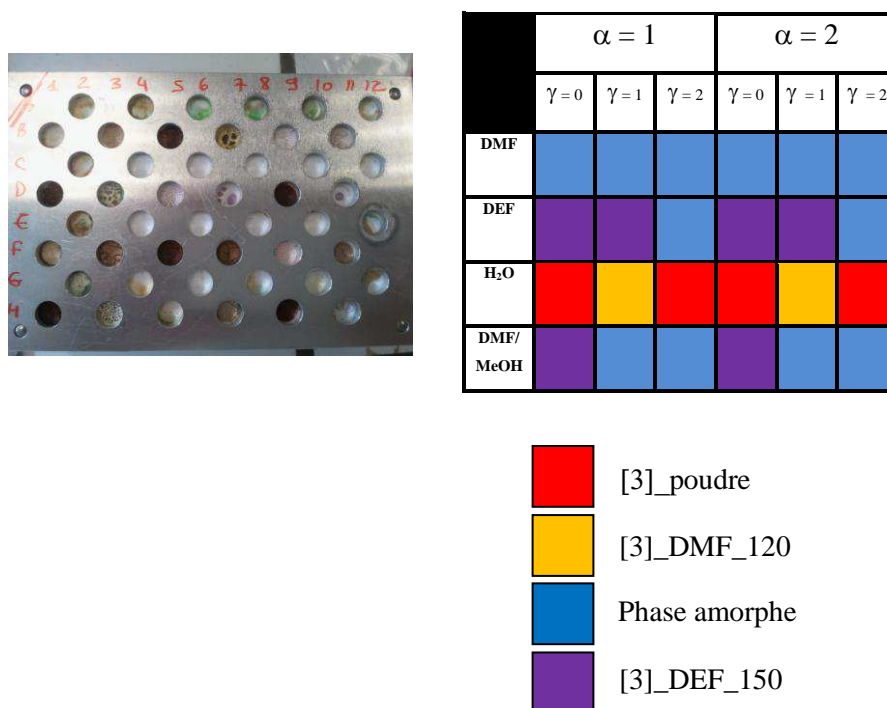 1 2 3 4 5 6 7 8 9 10 11 12
B
C
D
E
F
G
H
α = 1 α = 2
γ = 0 γ = 1 γ = 2 γ = 0 γ = 1 γ = 2
DMF
DEF
H₂O
DMF/
MeOH
[3]_poudre
[3]_DMF_120
Phase amorphe
[3]_DEF_150